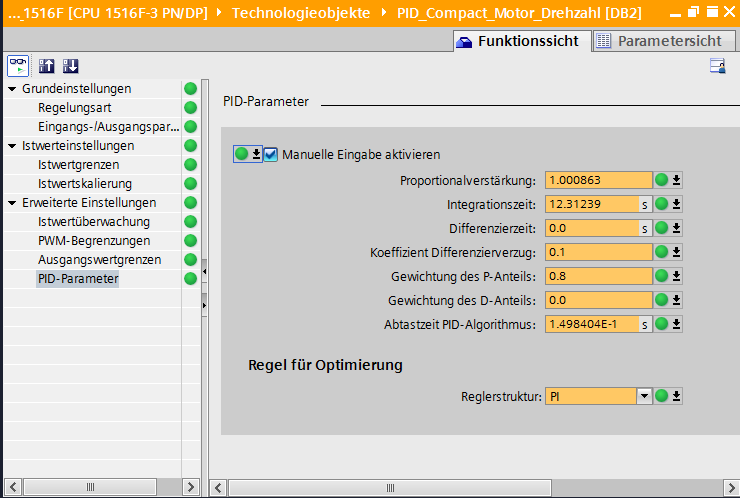 ..._1516F [CPU 1516F-3 PN/DP] ▸ Technologieobjekte ▸ PID_Compact_Motor_Drehzahl [DB2]
Funktionssicht
Parametersicht
Grundeinstellungen
Regelungsart
Eingangs-/Ausgangspar...
Istwerteinstellungen
Istwertgrenzen
Istwertskalierung
Erweiterte Einstellungen
Istwertüberwachung
PWM-Begrenzungen
Ausgangswertgrenzen
PID-Parameter
PID-Parameter
Manuelle Eingabe aktivieren
Proportionalverstärkung: 1.000863
Integrationszeit: 12.31239 s
Differenzierzeit: 0.0 s
Koeffizient Differenzierverzug: 0.1
Gewichtung des P-Anteils: 0.8
Gewichtung des D-Anteils: 0.0
Abtastzeit PID-Algorithmus: 1.498404E-1 s
Regel für Optimierung
Reglerstruktur: PI